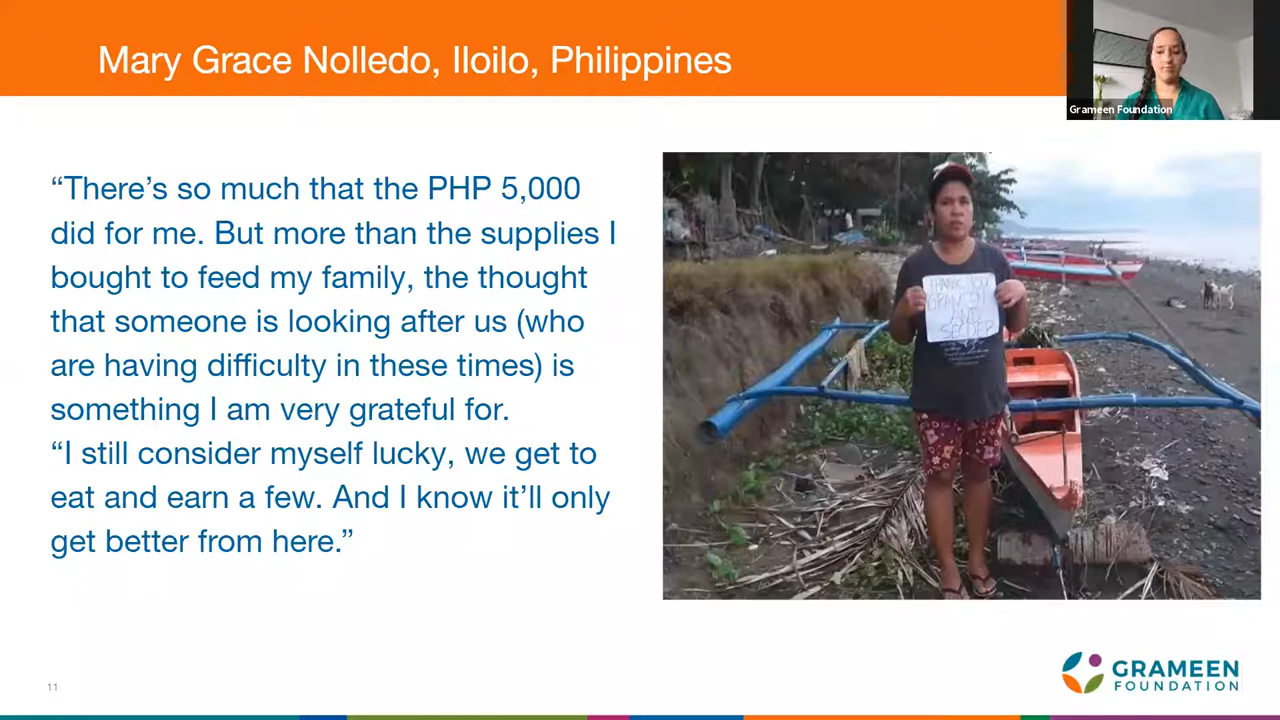 Mary Grace Nolledo, Iloilo, Philippines
Grameen Foundation
“There’s so much that the PHP 5,000
did for me. But more than the supplies I
bought to feed my family, the thought
that someone is looking after us (who
are having difficulty in these times) is
something I am very grateful for.
“I still consider myself lucky, we get to
eat and earn a few. And I know it’ll only
get better from here.”
THANK YOU
AND
11
GRAMEEN
FOUNDATION